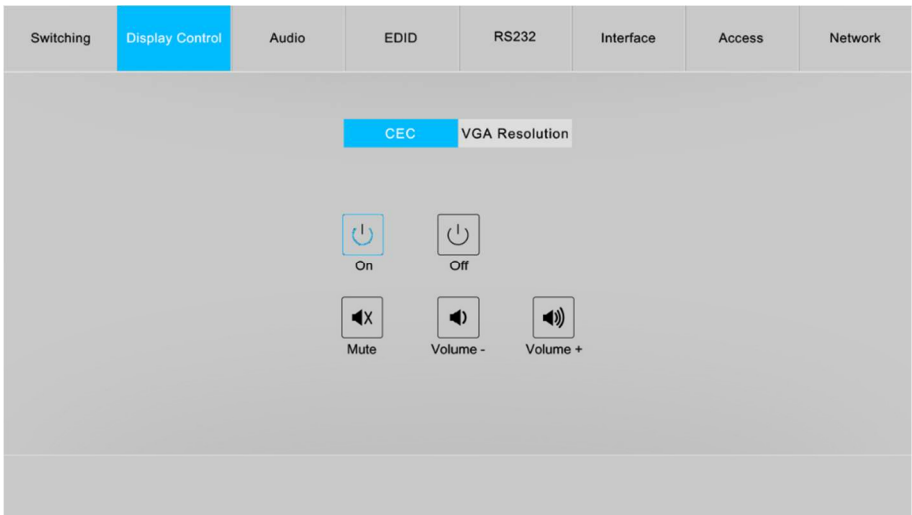 Switching Display Control Audio EDID RS232 Interface Access Network
CEC VGA Resolution
On Off
Mute Volume - Volume +